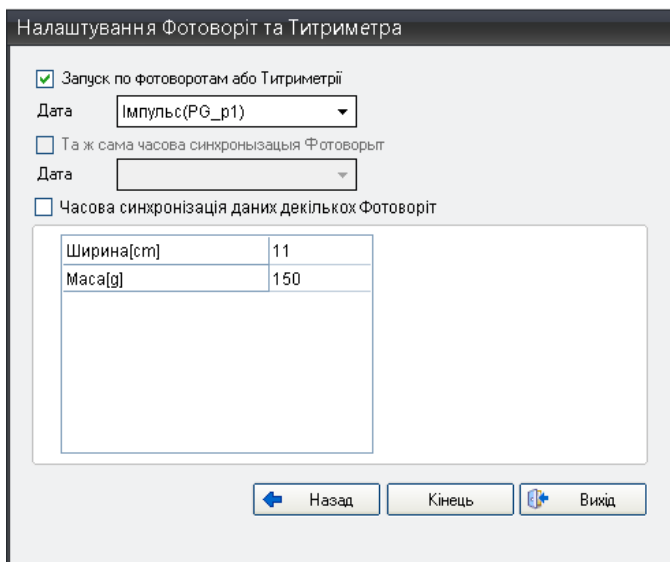 Налаштування Фотоворіт та Титриметра
Запуск по фотоворотам або Титриметрії
Дата Імпульс(PG_p1)
Та ж сама часова синхронызацыя Фотоворыт
Дата
Часова синхронізація даних декількох Фотоворіт
Ширина[cm] 11
Маса[g] 150
Назад Кінець Вихід